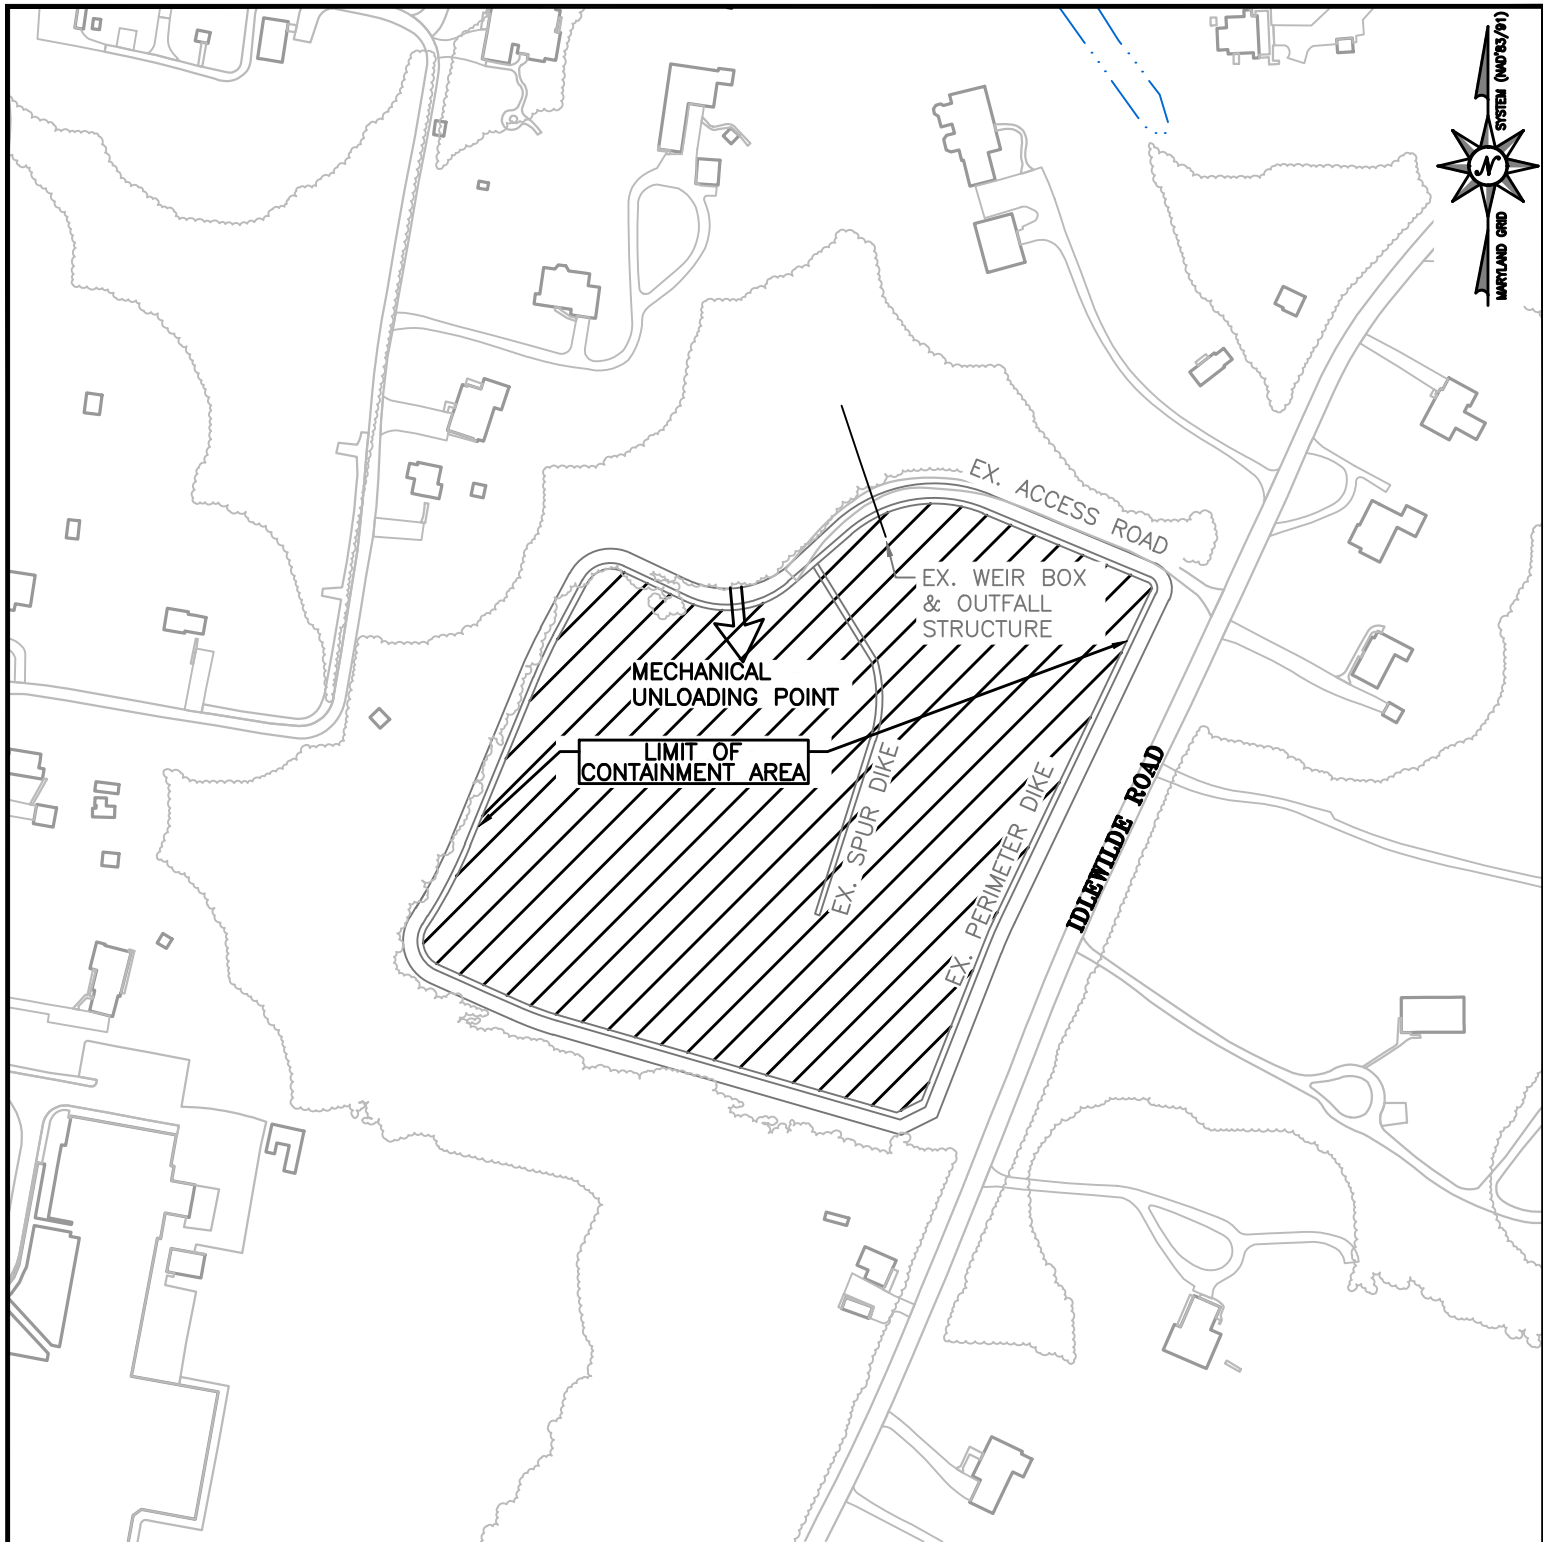 SYSTEM (NAD'83/91)
N
MARYLAND GRID
EX. ACCESS ROAD
EX. WEIR BOX
& OUTFALL
STRUCTURE
MECHANICAL
UNLOADING POINT
LIMIT OF
CONTAINMENT AREA
EX. SPUR DIKE
EX. PERIMETER DIKE
IDLEWILDE ROAD